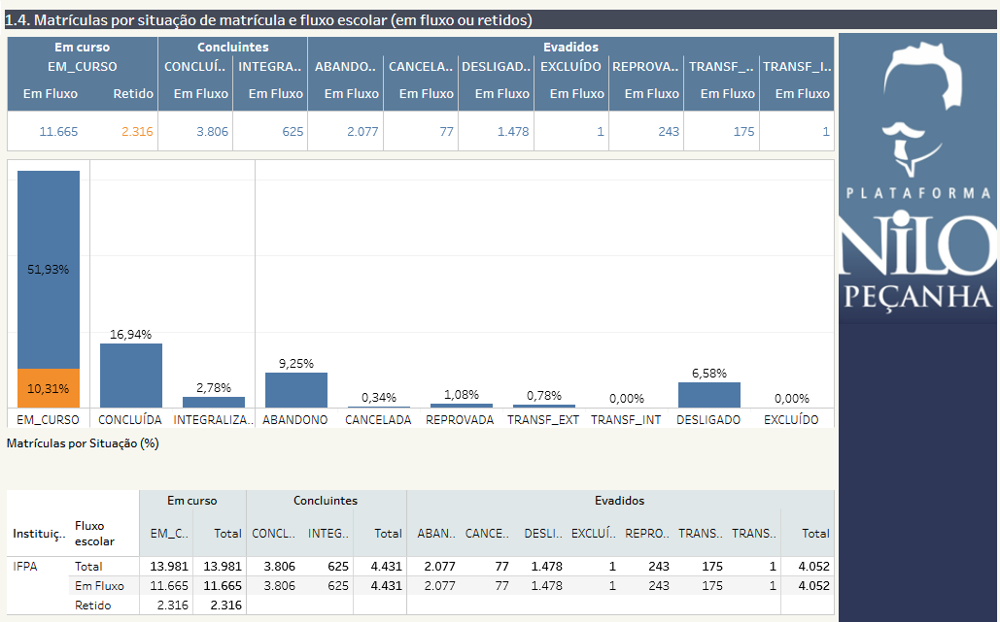 1.4. Matrículas por situação de matrícula e fluxo escolar (em fluxo ou retidos)
Em curso Concluintes Evadidos
EM_CURSO CONCLUÍ.. INTEGRA.. ABANDO.. CANCELA.. DESLIGAD.. EXCLUÍDO REPROVA.. TRANSF_.. TRANSF_I..
Em Fluxo Retido Em Fluxo Em Fluxo Em Fluxo Em Fluxo Em Fluxo Em Fluxo Em Fluxo Em Fluxo Em Fluxo
11.665 2.316 3.806 625 2.077 77 1.478 1 243 175 1
PLATAFORMA
NILO
PEÇANHA
51,93%
10,31%
16,94%
2,78%
9,25%
0,34%
1,08%
0,78%
0,00%
6,58%
0,00%
EM_CURSO CONCLUÍDA INTEGRALIZA.. ABANDONO CANCELADA REPROVADA TRANSF_EXT TRANSF_INT DESLIGADO EXCLUÍDO
Matrículas por Situação (%)
Em curso Concluintes Evadidos
Instituiç.. Fluxo escolar EM_C.. Total CONCL.. INTEG.. Total ABAN.. CANCE.. DESLI.. EXCLUÍ.. REPRO.. TRANS.. TRANS.. Total
IFPA Total 13.981 13.981 3.806 625 4.431 2.077 77 1.478 1 243 175 1 4.052
Em Fluxo 11.665 11.665 3.806 625 4.431 2.077 77 1.478 1 243 175 1 4.052
Retido 2.316 2.316